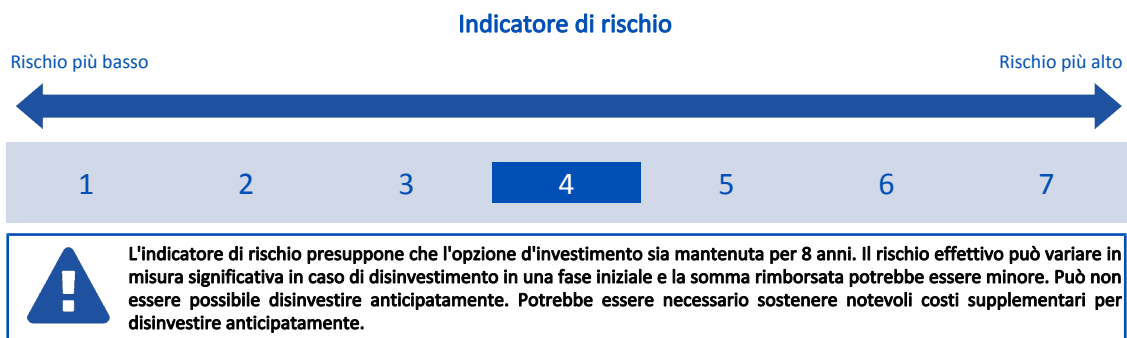 Indicatore di rischio
Rischio più basso Rischio più alto
1 2 3 4 5 6 7
L'indicatore di rischio presuppone che l'opzione d'investimento sia mantenuta per 8 anni. Il rischio effettivo può variare in
misura significativa in caso di disinvestimento in una fase iniziale e la somma rimborsata potrebbe essere minore. Può non
essere possibile disinvestire anticipatamente. Potrebbe essere necessario sostenere notevoli costi supplementari per
disinvestire anticipatamente.